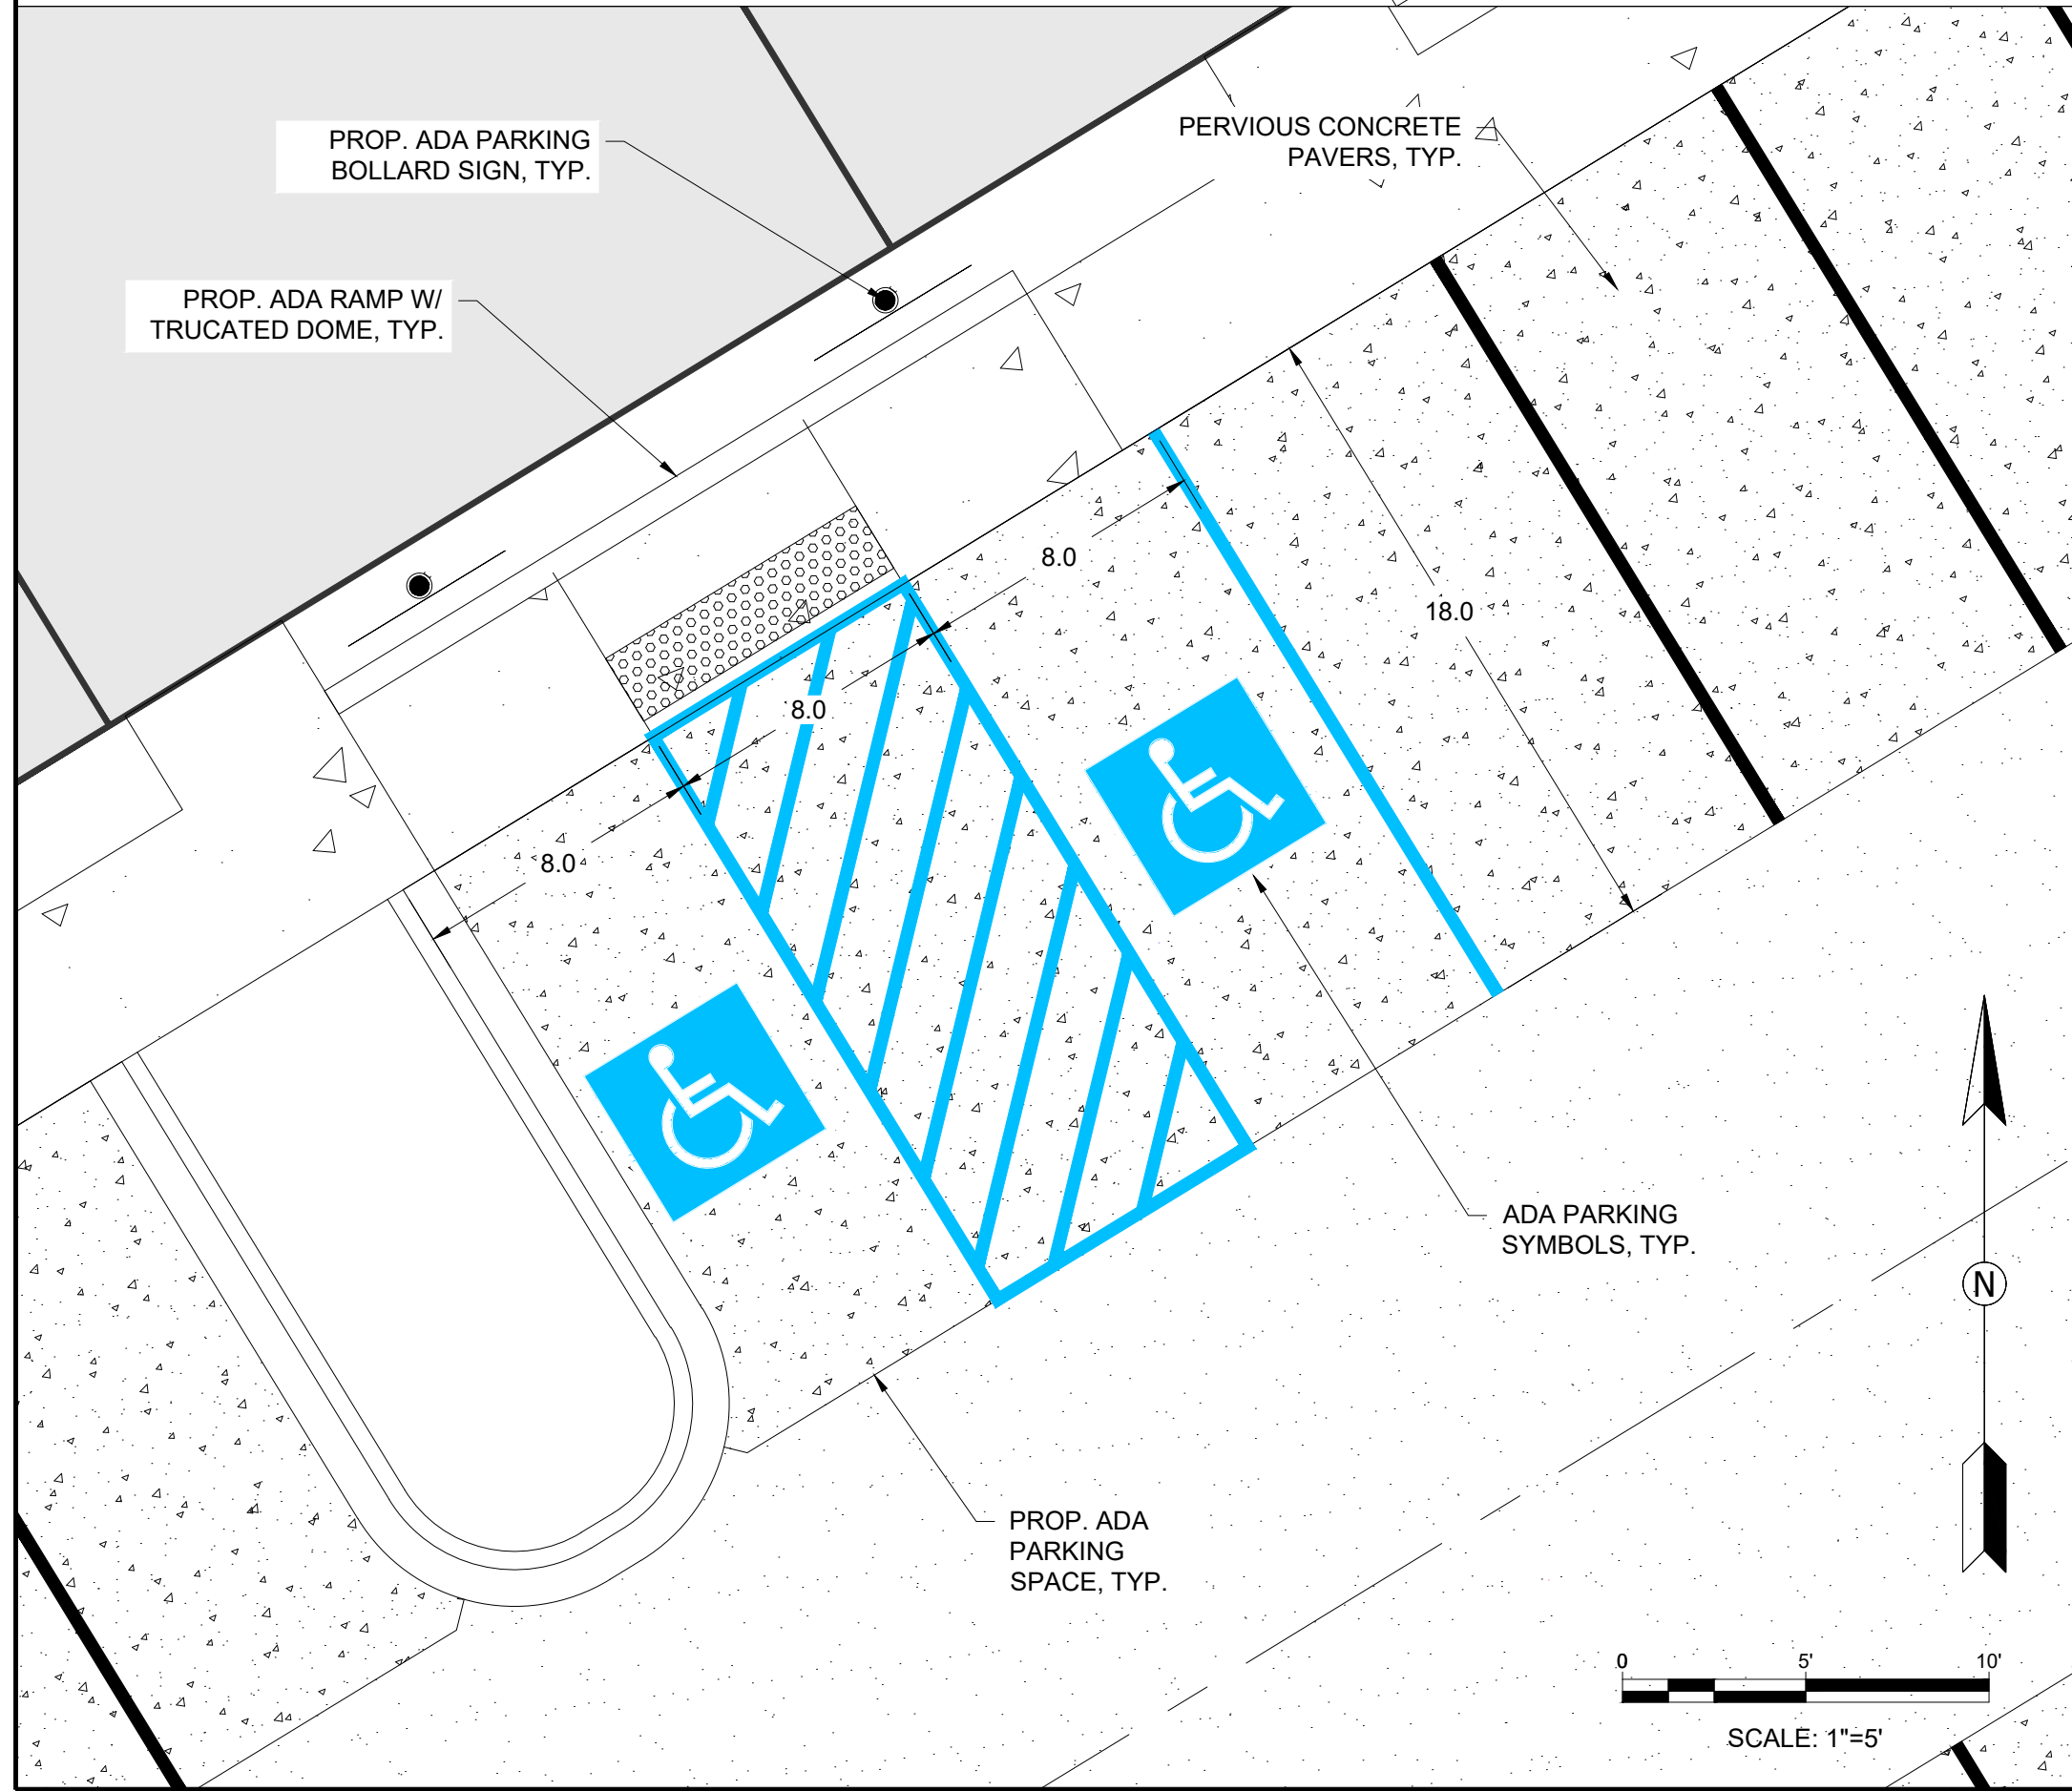 PROP. ADA PARKING
BOLLARD SIGN, TYP.
PERVIOUS CONCRETE
PAVERS, TYP.
PROP. ADA RAMP W/
TRUCATED DOME, TYP.
8.0
18.0
8.0
8.0
ADA PARKING
SYMBOLS, TYP.
N
PROP. ADA
PARKING
SPACE, TYP.
0 5' 10'
SCALE: 1"=5'